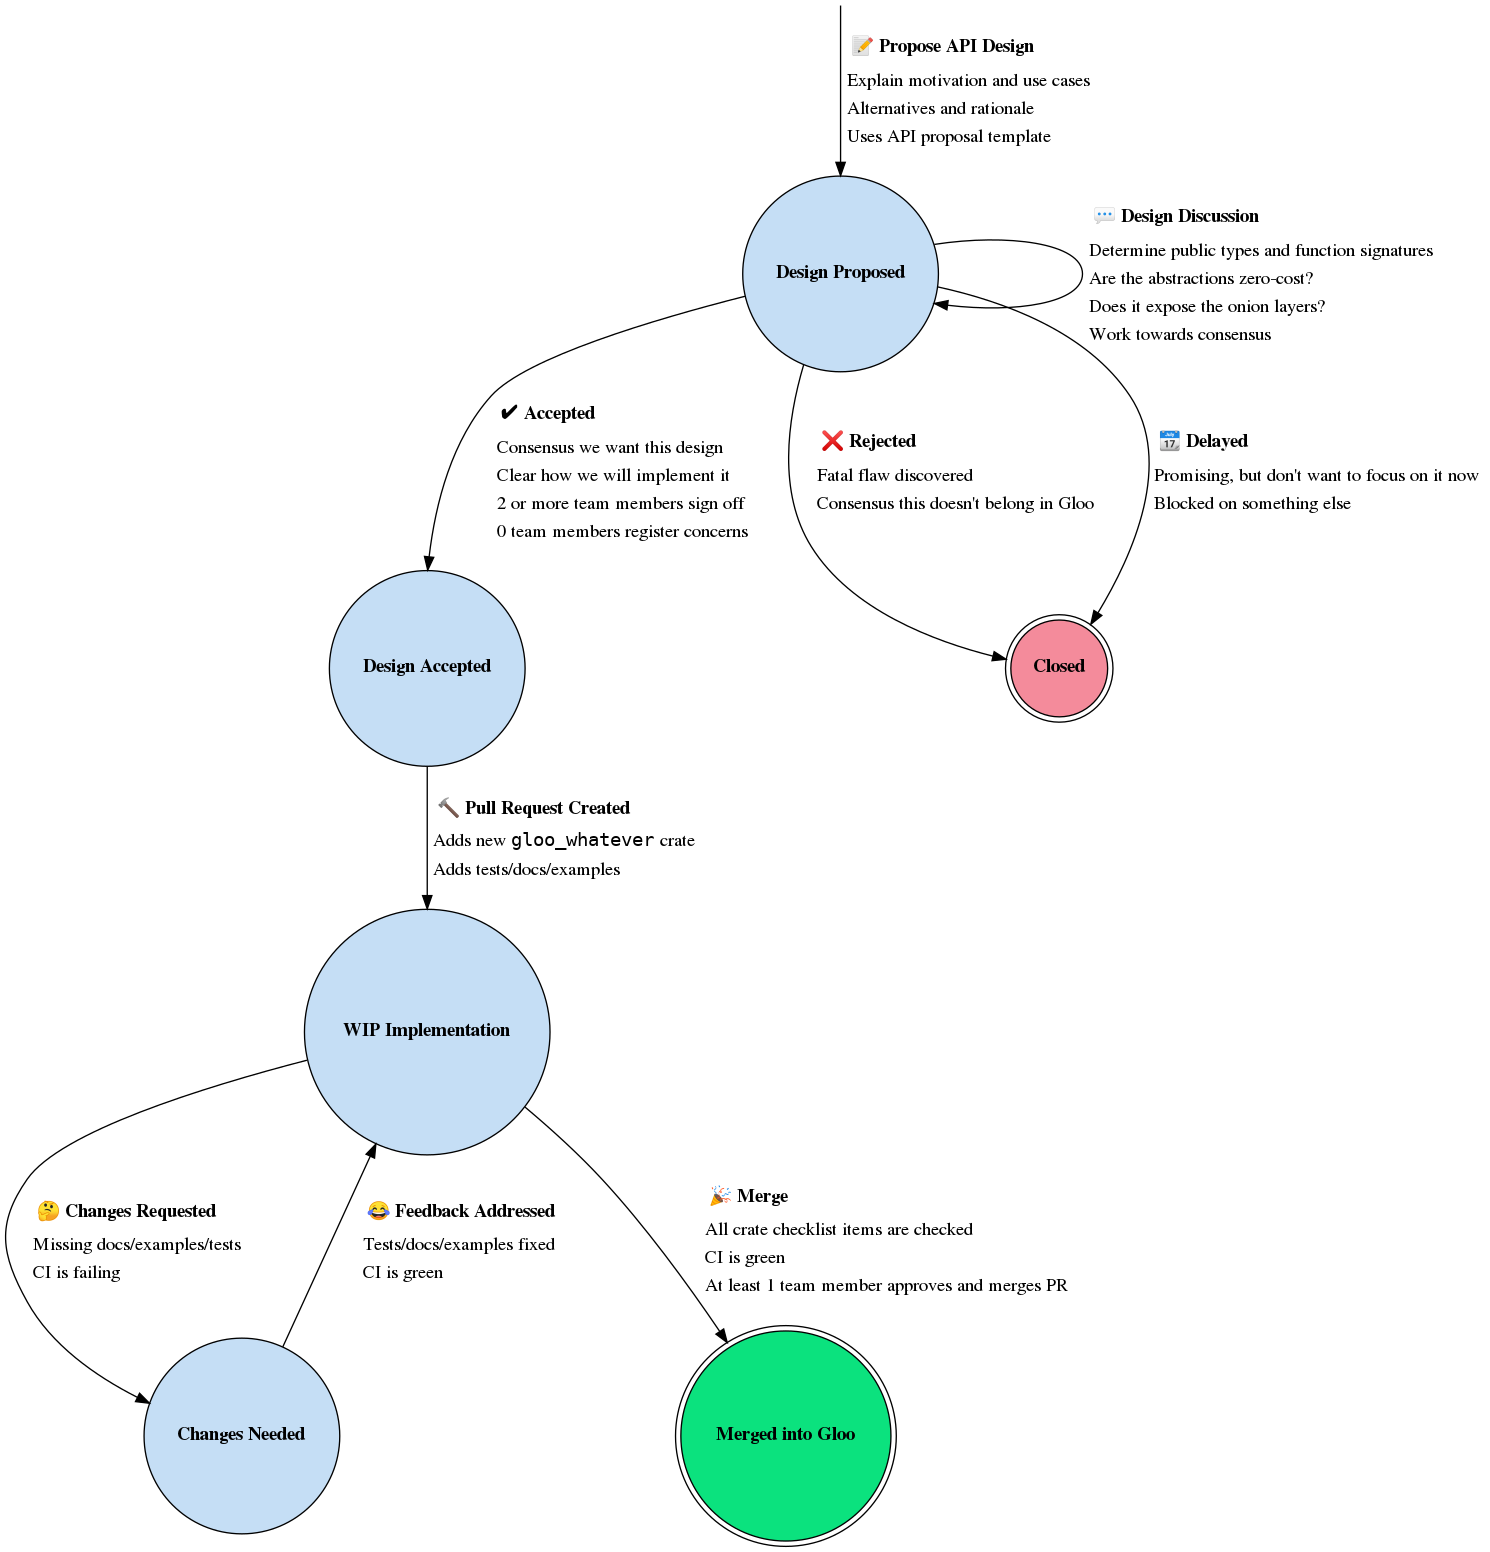 📝 Propose API Design
Explain motivation and use cases
Alternatives and rationale
Uses API proposal template
Design Proposed
💬 Design Discussion
Determine public types and function signatures
Are the abstractions zero-cost?
Does it expose the onion layers?
Work towards consensus
✔ Accepted
Consensus we want this design
Clear how we will implement it
2 or more team members sign off
0 team members register concerns
❌ Rejected
Fatal flaw discovered
Consensus this doesn't belong in Gloo
📅 Delayed
Promising, but don't want to focus on it now
Blocked on something else
Design Accepted
Closed
🔨 Pull Request Created
Adds new gloo_whatever crate
Adds tests/docs/examples
WIP Implementation
🤔 Changes Requested
Missing docs/examples/tests
CI is failing
😂 Feedback Addressed
Tests/docs/examples fixed
CI is green
🎉 Merge
All crate checklist items are checked
CI is green
At least 1 team member approves and merges PR
Changes Needed
Merged into Gloo